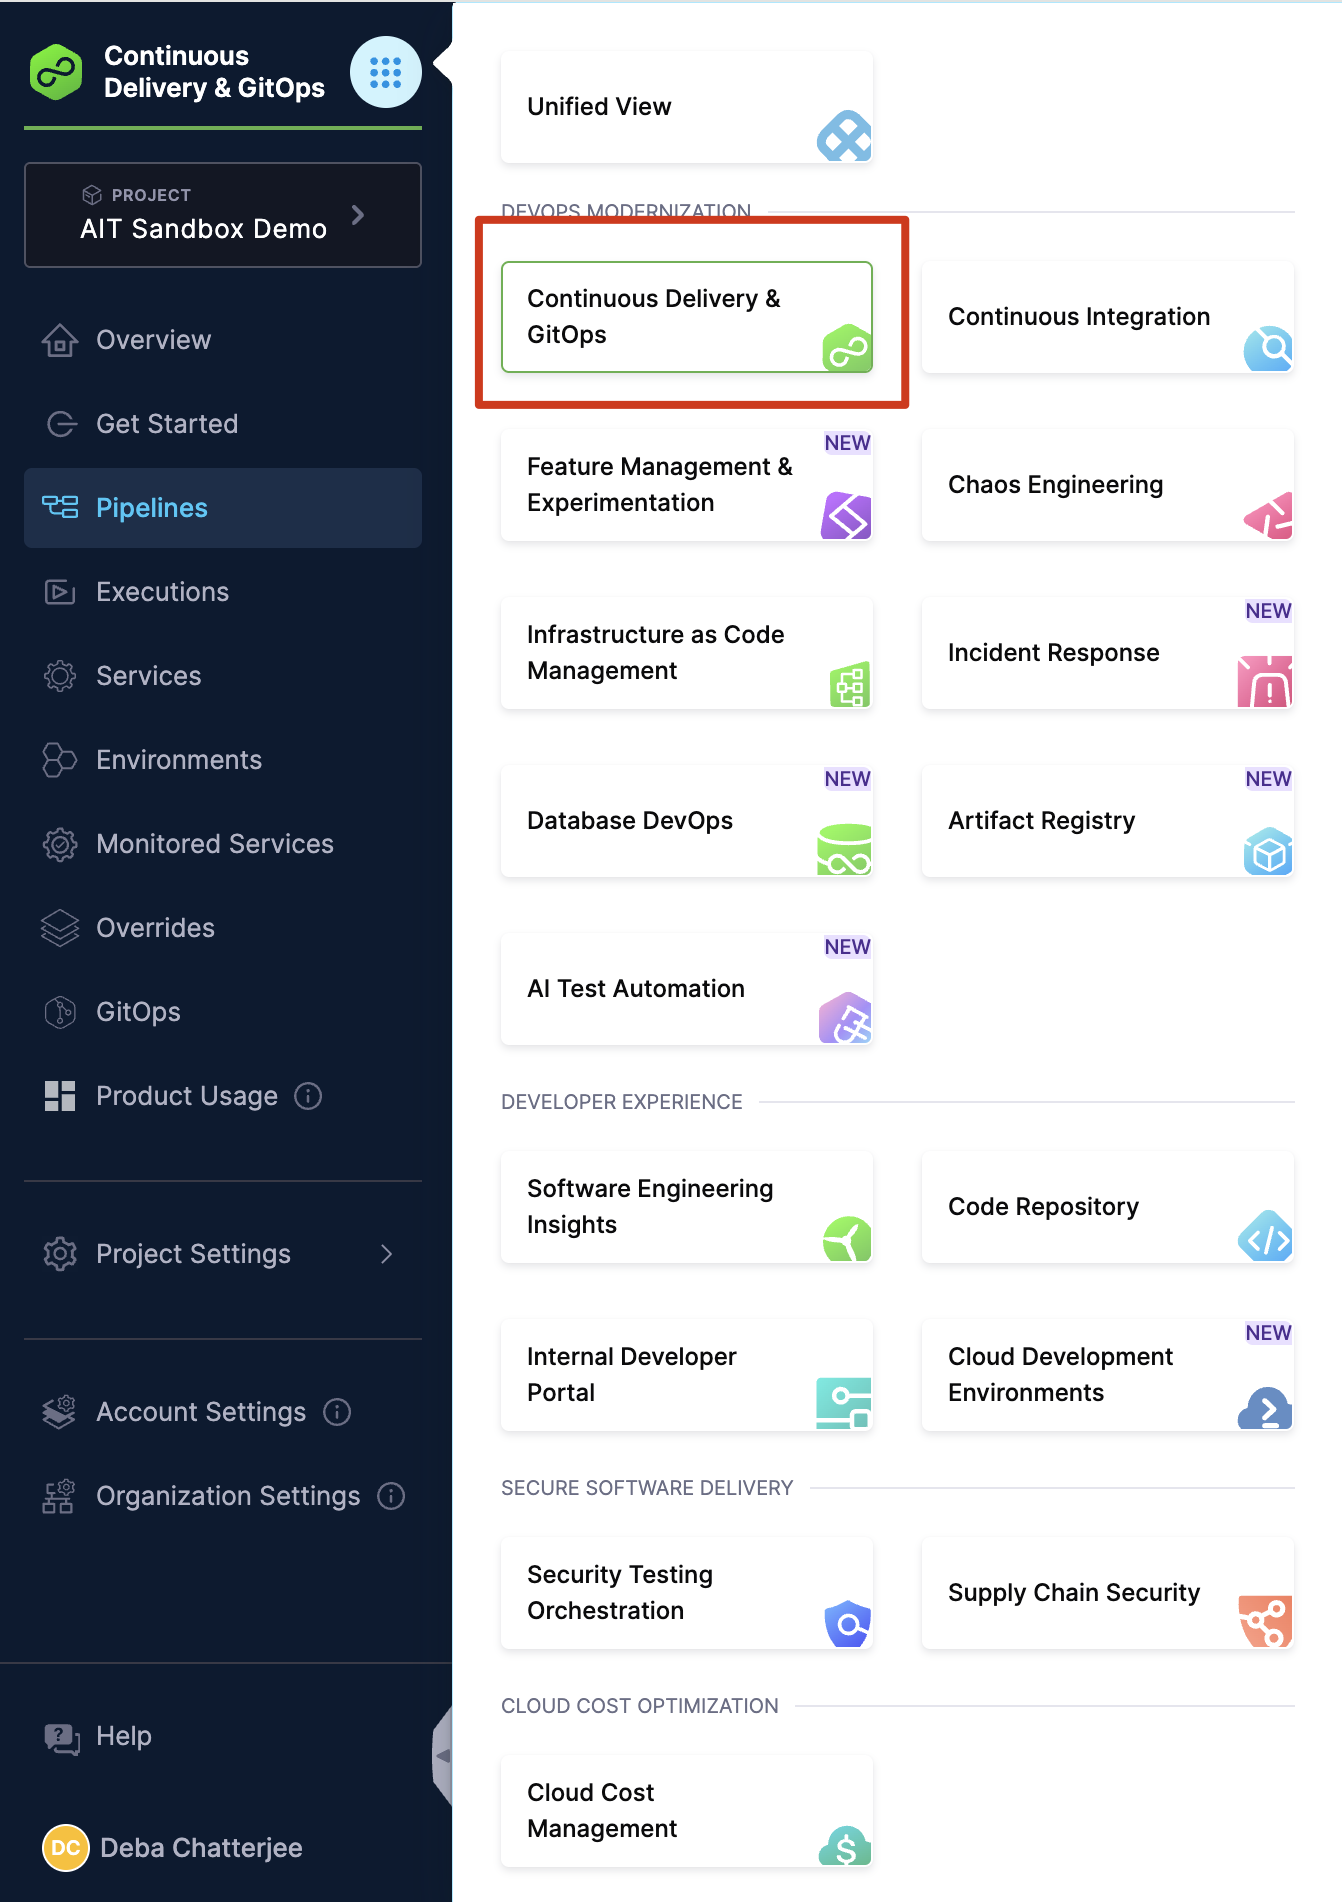 Continuous
Delivery & GitOps
PROJECT
AIT Sandbox Demo
Overview
Get Started
Pipelines
Executions
Services
Environments
Monitored Services
Overrides
GitOps
Product Usage
Project Settings
Account Settings
Organization Settings
Help
DC Deba Chatterjee
Unified View
DEVOPS MODERNIZATION
Continuous Delivery &
GitOps
Continuous Integration
NEW
Feature Management &
Experimentation
Chaos Engineering
Infrastructure as Code
Management
NEW
Incident Response
NEW
Database DevOps
NEW
Artifact Registry
NEW
AI Test Automation
DEVELOPER EXPERIENCE
Software Engineering
Insights
Code Repository
Internal Developer
Portal
NEW
Cloud Development
Environments
SECURE SOFTWARE DELIVERY
Security Testing
Orchestration
Supply Chain Security
CLOUD COST OPTIMIZATION
Cloud Cost
Management